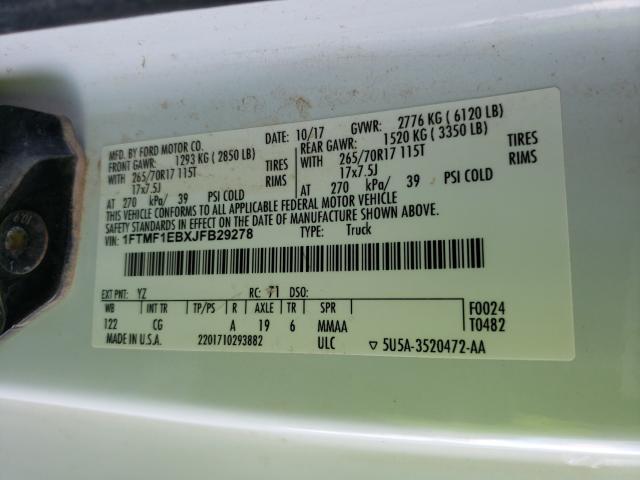 MFD. BY FORD MOTOR CO.
DATE: 10/17 GVWR: 2776 KG ( 6120 LB)
FRONT GAWR: 1293 KG ( 2850 LB)
REAR GAWR: 1520 KG ( 3350 LB)
WITH 265/70R17 115T TIRES
265/70R17 115T TIRES
17x7.5J RIMS
17x7.5J RIMS
AT 270 kPa/ 39 PSI COLD
AT 270 kPa/ 39 PSI COLD
THIS VEHICLE CONFORMS TO ALL APPLICABLE FEDERAL MOTOR VEHICLE
SAFETY STANDARDS IN EFFECT ON THE DATE OF MANUFACTURE SHOWN ABOVE.
VIN: 1FTMF1EBXJFB29278 TYPE: Truck
EXT PNT: YZ RC: 71 DSO:
WB INT TR TP/PS R AXLE TR SPR F0024
122 CG A 19 6 MMAA T0482
MADE IN U.S.A. 2201710293882 ULC ▽ 5U5A-3520472-AA